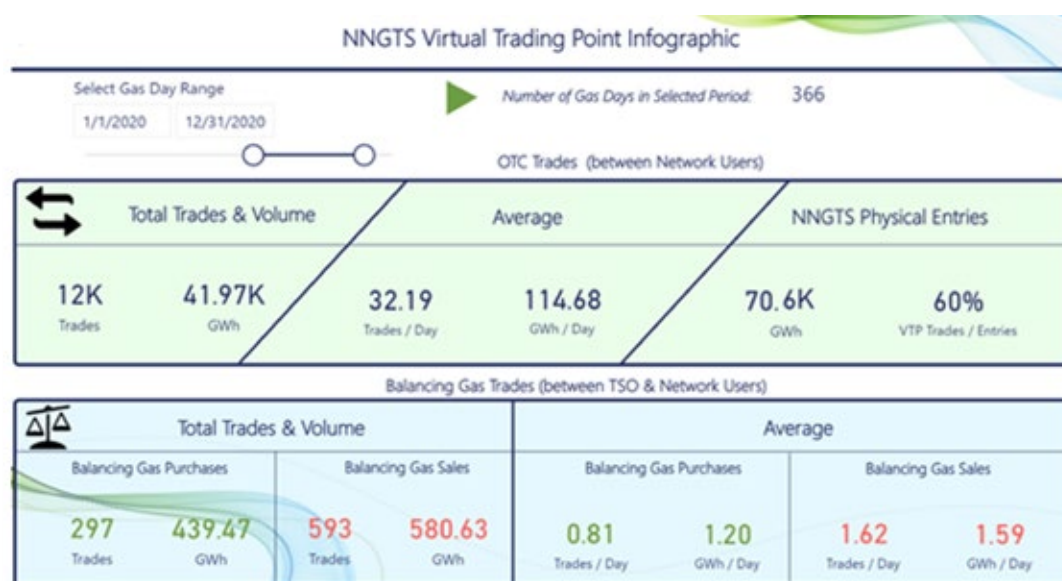 NNGTS Virtual Trading Point Infographic
Select Gas Day Range
1/1/2020 12/31/2020
Number of Gas Days in Selected Period: 366
OTC Trades (between Network Users)
Total Trades & Volume Average NNGTS Physical Entries
12K 41.97K 32.19 114.68 70.6K 60%
Trades GWh Trades / Day GWh / Day GWh VTP Trades / Entries
Balancing Gas Trades (between TSO & Network Users)
Total Trades & Volume Average
Balancing Gas Purchases Balancing Gas Sales Balancing Gas Purchases Balancing Gas Sales
297 439.47 593 580.63 0.81 1.20 1.62 1.59
Trades GWh Trades GWh Trades / Day GWh / Day Trades / Day GWh / Day